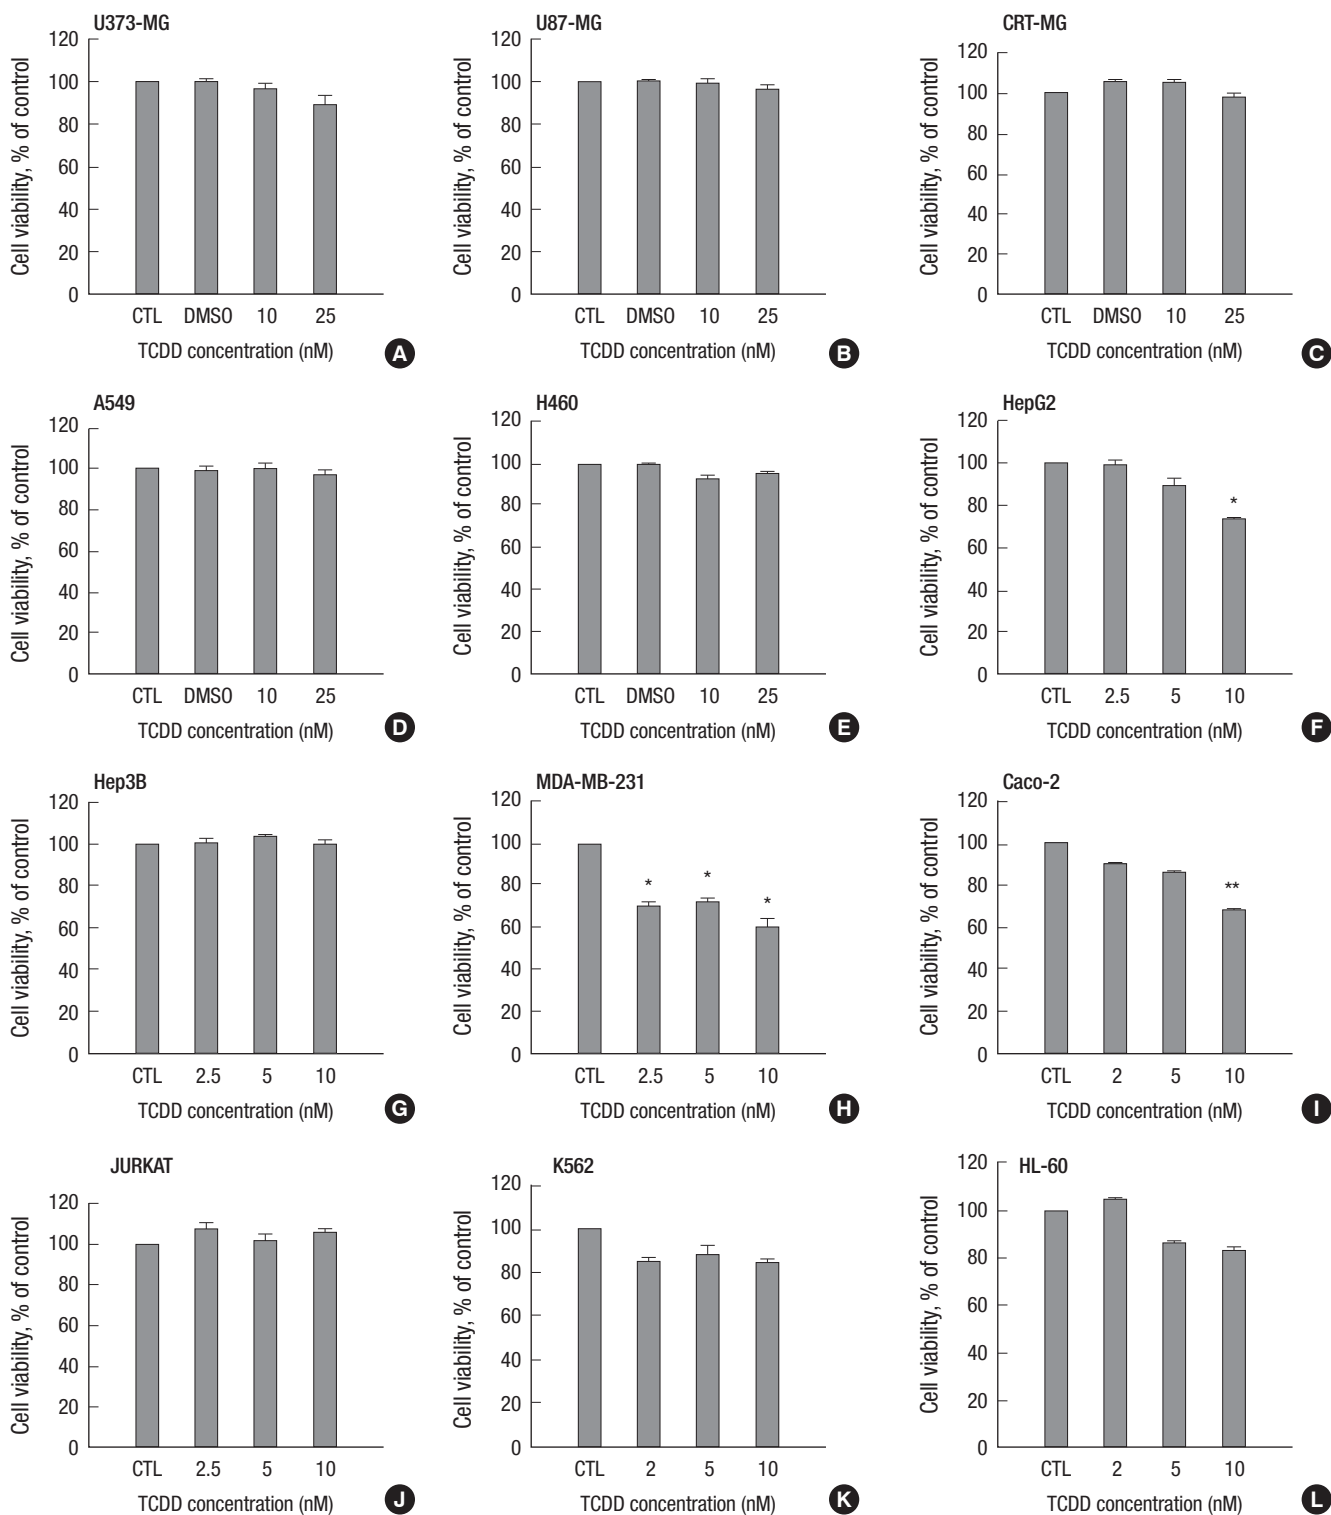 U373-MG
Cell viability, % of control
120
100
80
60
40
20
0
CTL DMSO 10 25
TCDD concentration (nM)
A
U87-MG
Cell viability, % of control
120
100
80
60
40
20
0
CTL DMSO 10 25
TCDD concentration (nM)
B
CRT-MG
Cell viability, % of control
120
100
80
60
40
20
0
CTL DMSO 10 25
TCDD concentration (nM)
C
A549
Cell viability, % of control
120
100
80
60
40
20
0
CTL DMSO 10 25
TCDD concentration (nM)
D
H460
Cell viability, % of control
120
100
80
60
40
20
0
CTL DMSO 10 25
TCDD concentration (nM)
E
HepG2
Cell viability, % of control
120
100
80
60
40
20
0
*
CTL 2.5 5 10
TCDD concentration (nM)
F
Hep3B
Cell viability, % of control
120
100
80
60
40
20
0
CTL 2.5 5 10
TCDD concentration (nM)
G
MDA-MB-231
Cell viability, % of control
120
100
80
60
40
20
0
* * *
CTL 2.5 5 10
TCDD concentration (nM)
H
Caco-2
Cell viability, % of control
120
100
80
60
40
20
0
**
CTL 2 5 10
TCDD concentration (nM)
I
JURKAT
Cell viability, % of control
120
100
80
60
40
20
0
CTL 2.5 5 10
TCDD concentration (nM)
J
K562
Cell viability, % of control
120
100
80
60
40
20
0
CTL 2 5 10
TCDD concentration (nM)
K
HL-60
Cell viability, % of control
120
100
80
60
40
20
0
CTL 2 5 10
TCDD concentration (nM)
L